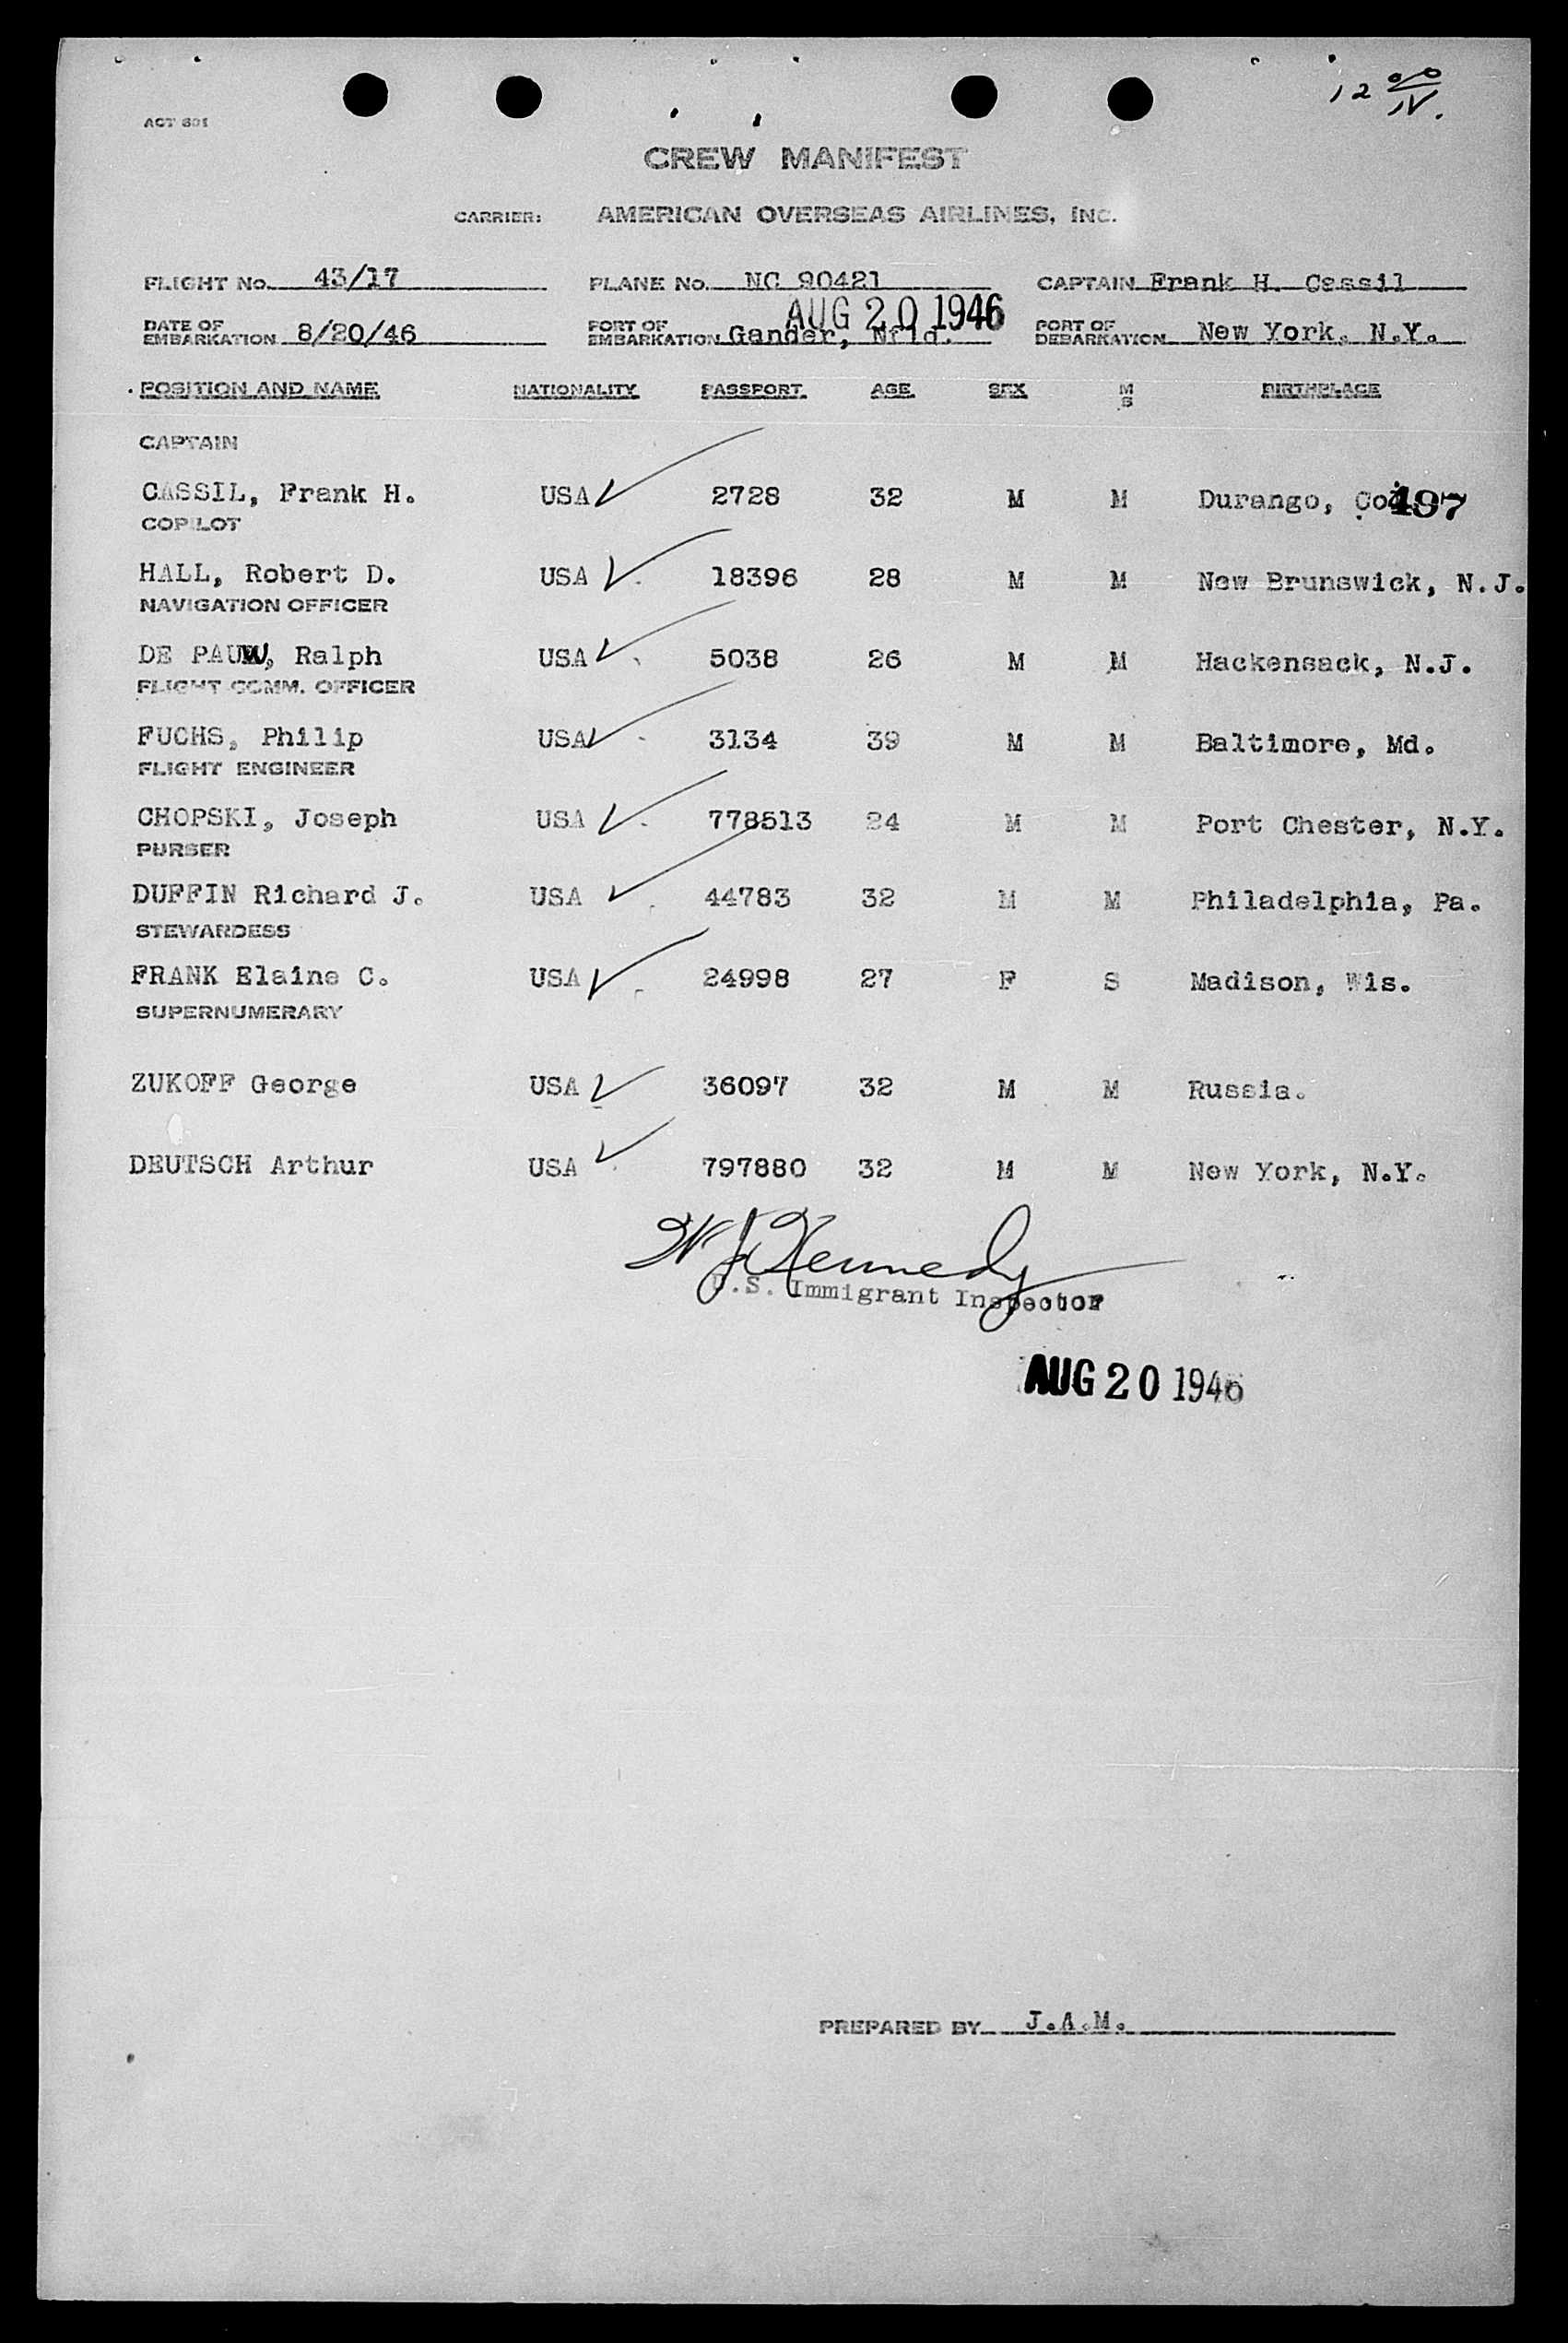 12 00/IV.
ACT 801
CREW MANIFEST
CARRIER: AMERICAN OVERSEAS AIRLINES, INC.
FLIGHT No. 43/17 PLANE No. NC 90421 CAPTAIN Frank H. Cassil
AUG 20 1946
DATE OF EMBARKATION 8/20/46 PORT OF EMBARKATION Gander, Nfld. PORT OF DEBARKATION New York, N.Y.
POSITION AND NAME NATIONALITY PASSPORT AGE SEX M S BIRTHPLACE
CAPTAIN
CASSIL, Frank H. USA 2728 32 M M Durango, 497
COPILOT
HALL, Robert D. USA 18396 28 M M New Brunswick, N.J.
NAVIGATION OFFICER
DE PAUW, Ralph USA 5038 26 M M Hackensack, N.J.
FLIGHT COMM. OFFICER
FUCHS, Philip USA 3134 39 M M Baltimore, Md.
FLIGHT ENGINEER
CHOPSKI, Joseph USA 778513 24 M M Port Chester, N.Y.
PURSER
DUFFIN Richard J. USA 44783 32 M M Philadelphia, Pa.
STEWARDESS
FRANK Elaine C. USA 24998 27 F S Madison, Wis.
SUPERNUMERARY
ZUKOFF George USA 36097 32 M M Russia.
DEUTSCH Arthur USA 797880 32 M M New York, N.Y.
W J Kennedy
U.S. Immigrant Inspector
AUG 20 1946
PREPARED BY J.A.M.